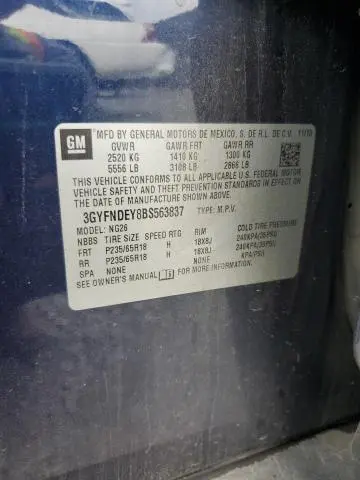 GM
MFD BY GENERAL MOTORS DE MEXICO, S. DE R.L. DE C.V. 11/10
GVWR GAWR FRT GAWR RR
2520 KG 1410 KG 1300 KG
5556 LB 3108 LB 2866 LB
THIS VEHICLE CONFORMS TO ALL APPLICABLE U.S. FEDERAL MOTOR
VEHICLE SAFETY AND THEFT PREVENTION STANDARDS IN EFFECT ON
THE DATE OF MANUFACTURE SHOWN ABOVE.
3GYFNDEY8BS563837 TYPE: M.P.V.
MODEL: NG26
NBBS TIRE SIZE SPEED RTG RIM COLD TIRE PRESSURE
FRT P235/65R18 H 18X8J 240KPA/35PSI
RR P235/65R18 H 18X8J 240KPA/35PSI
SPA NONE NONE KPA/PSI
SEE OWNER'S MANUAL